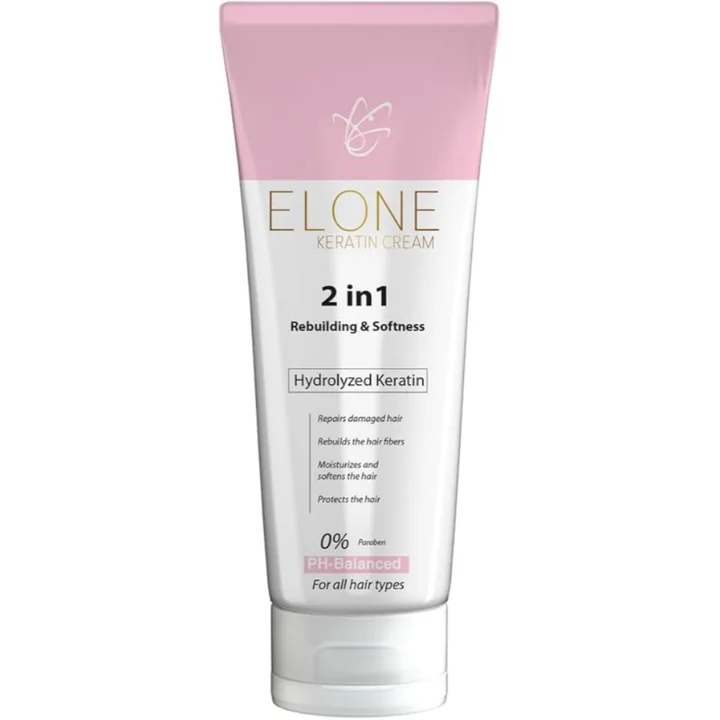 ELONE
KERATIN CREAM
2 in1
Rebuilding & Softness
Hydrolyzed Keratin
Repairs damaged hair
Rebuilds the hair fibers
Moisturizes and
softens the hair
Protects the hair
0% Paraben
PH-Balanced
For all hair types